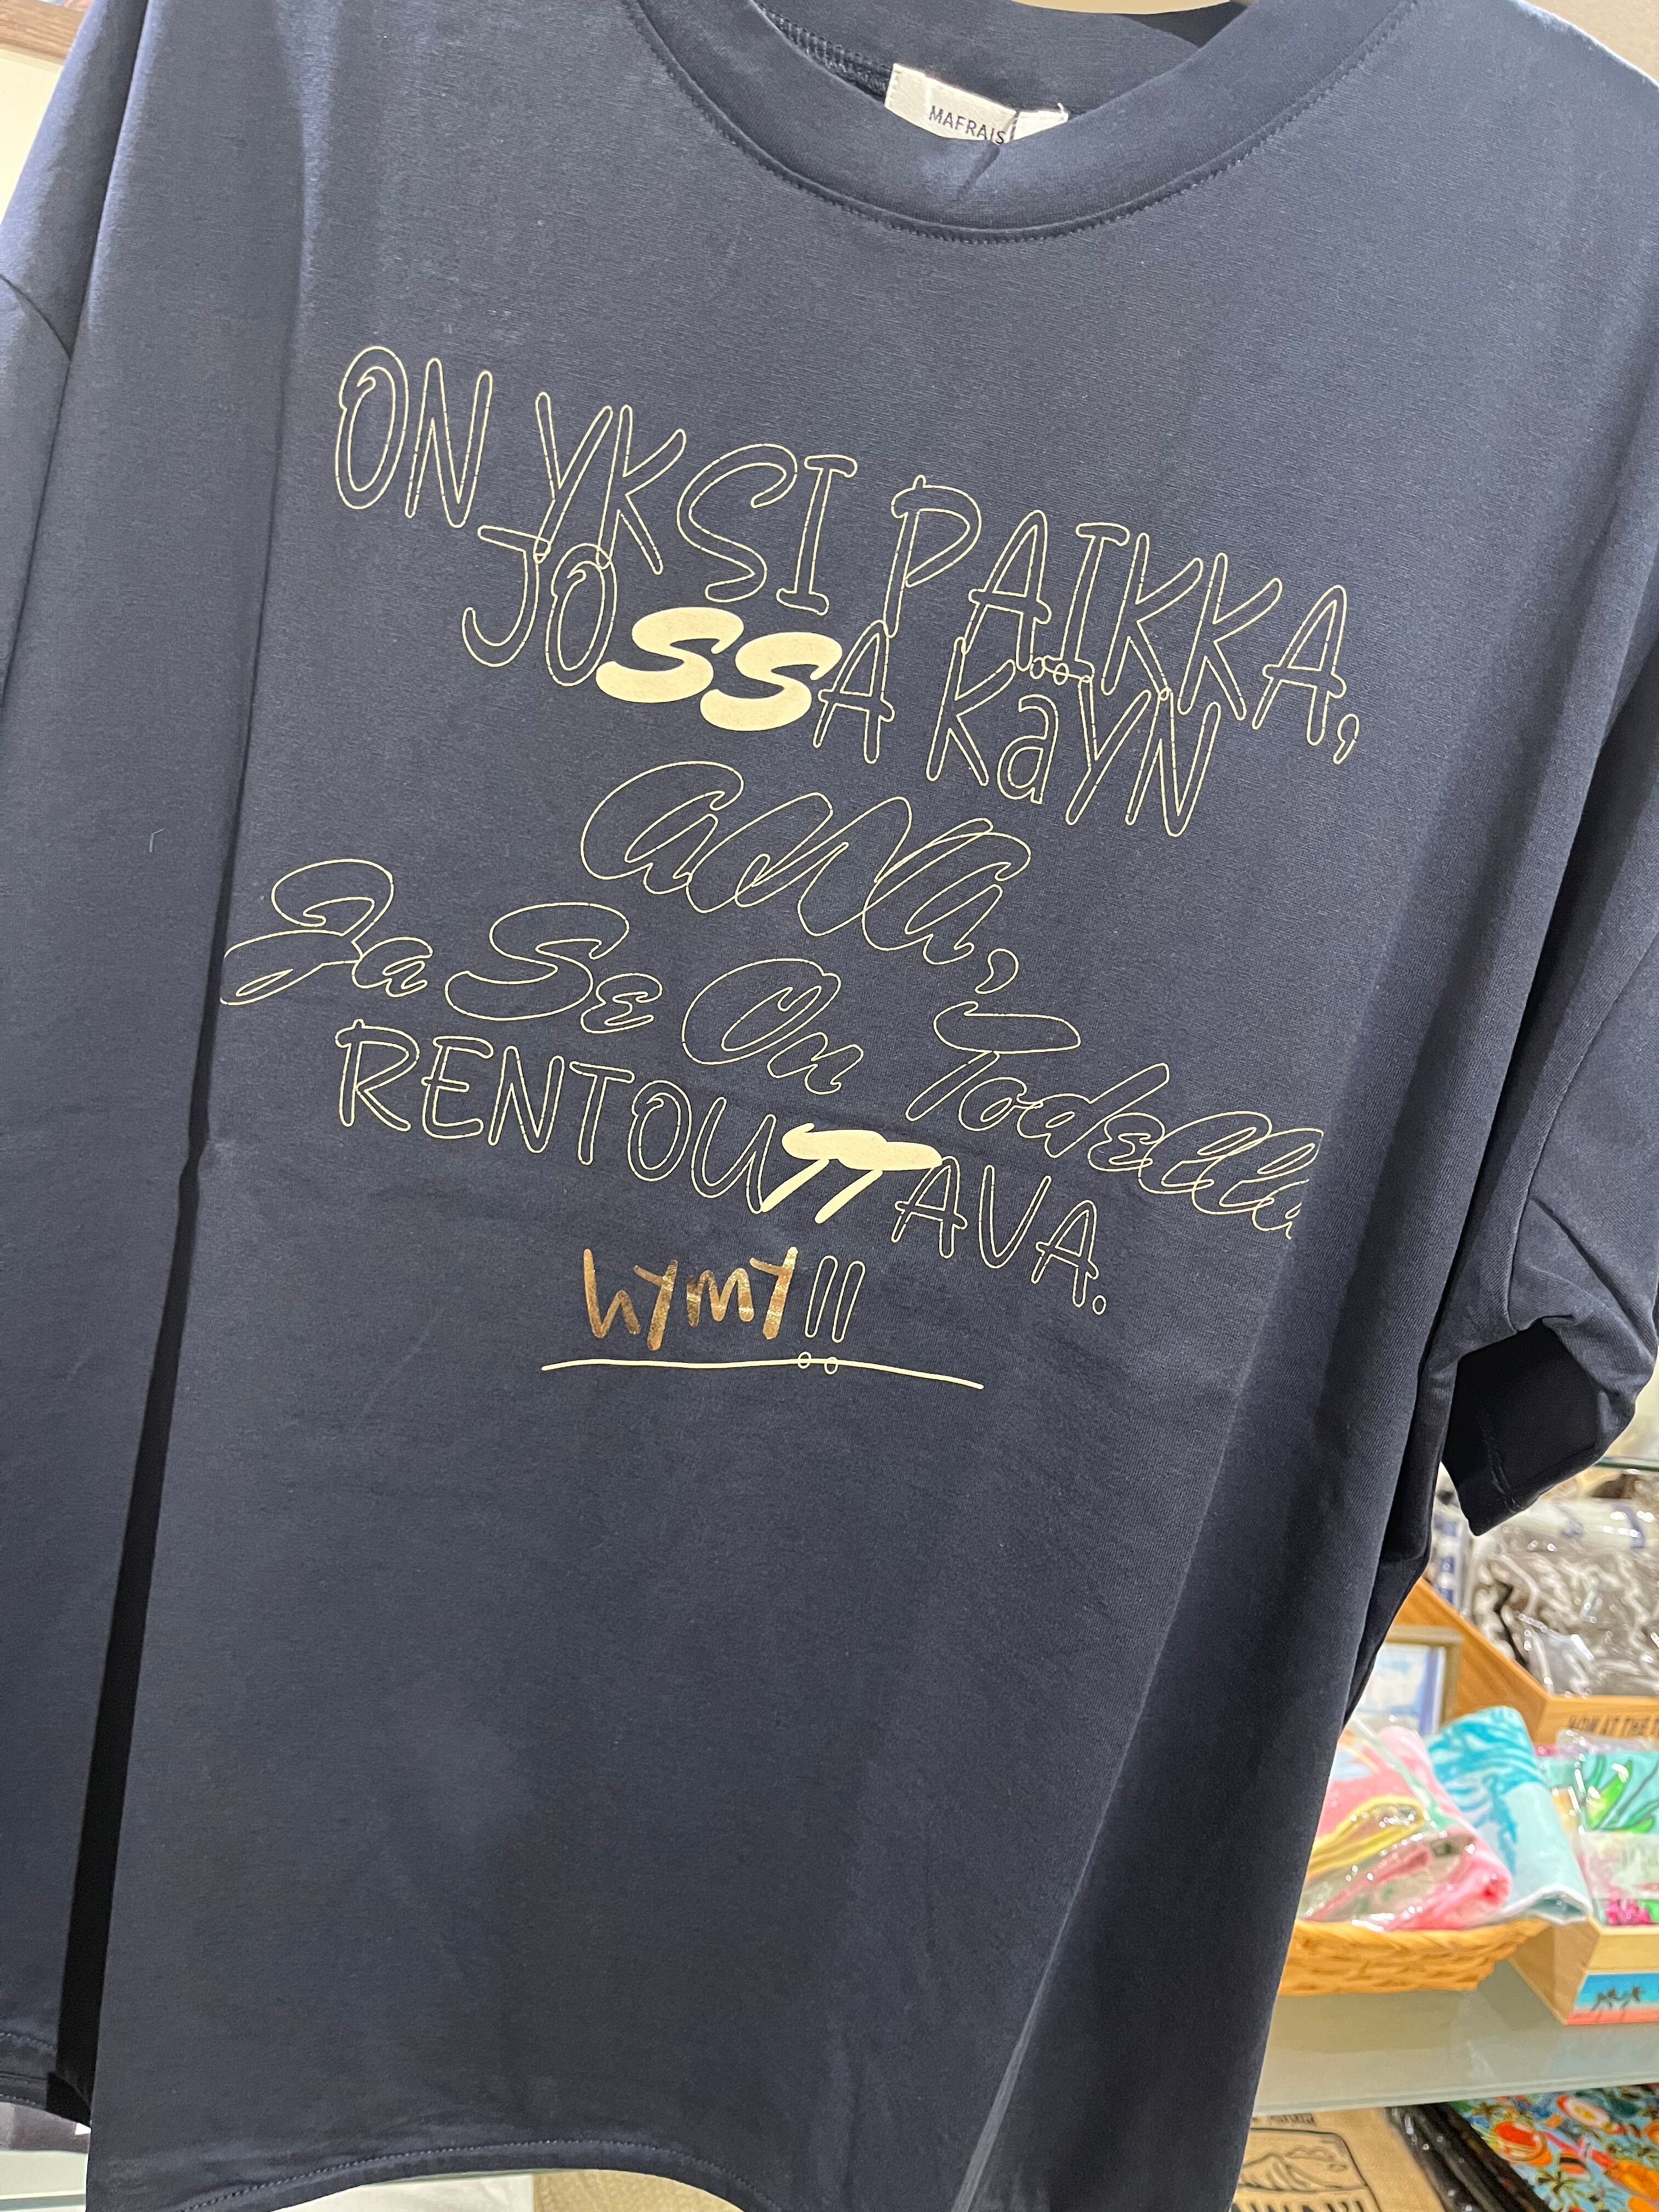 MAFRAIS
ON YKSI PAIKKA,
JOSSA KäYN
aiNa,
Ja Se On Todella
RENTOUTTAVA.
hymy!!